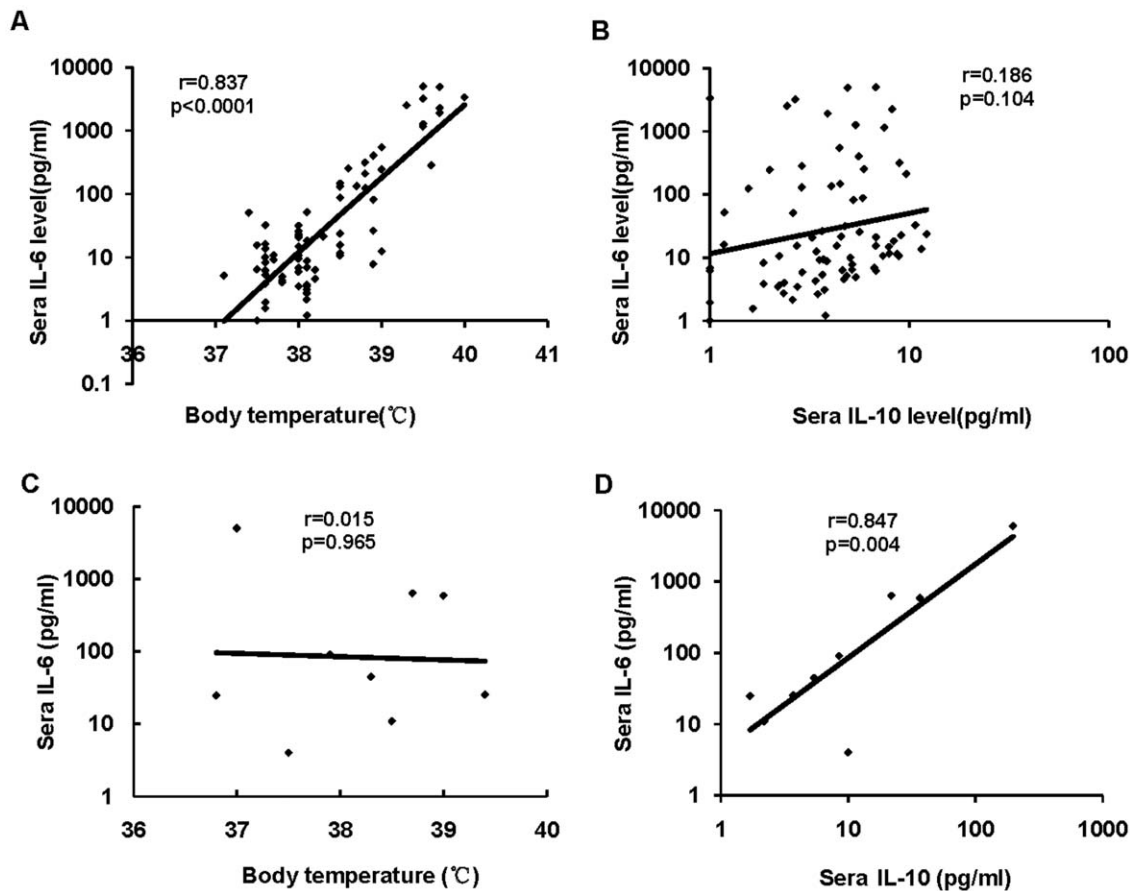 A
r=0.837
p<0.0001
Sera IL-6 level(pg/ml)
10000
1000
100
10
1
0.1
36 37 38 39 40 41
Body temperature(℃)
B
r=0.186
p=0.104
Sera IL-6 level(pg/ml)
10000
1000
100
10
1
1 10 100
Sera IL-10 level(pg/ml)
C
r=0.015
p=0.965
Sera IL-6 (pg/ml)
10000
1000
100
10
1
36 37 38 39 40
Body temperature (℃)
D
r=0.847
p=0.004
Sera IL-6 (pg/ml)
10000
1000
100
10
1
1 10 100 1000
Sera IL-10 (pg/ml)